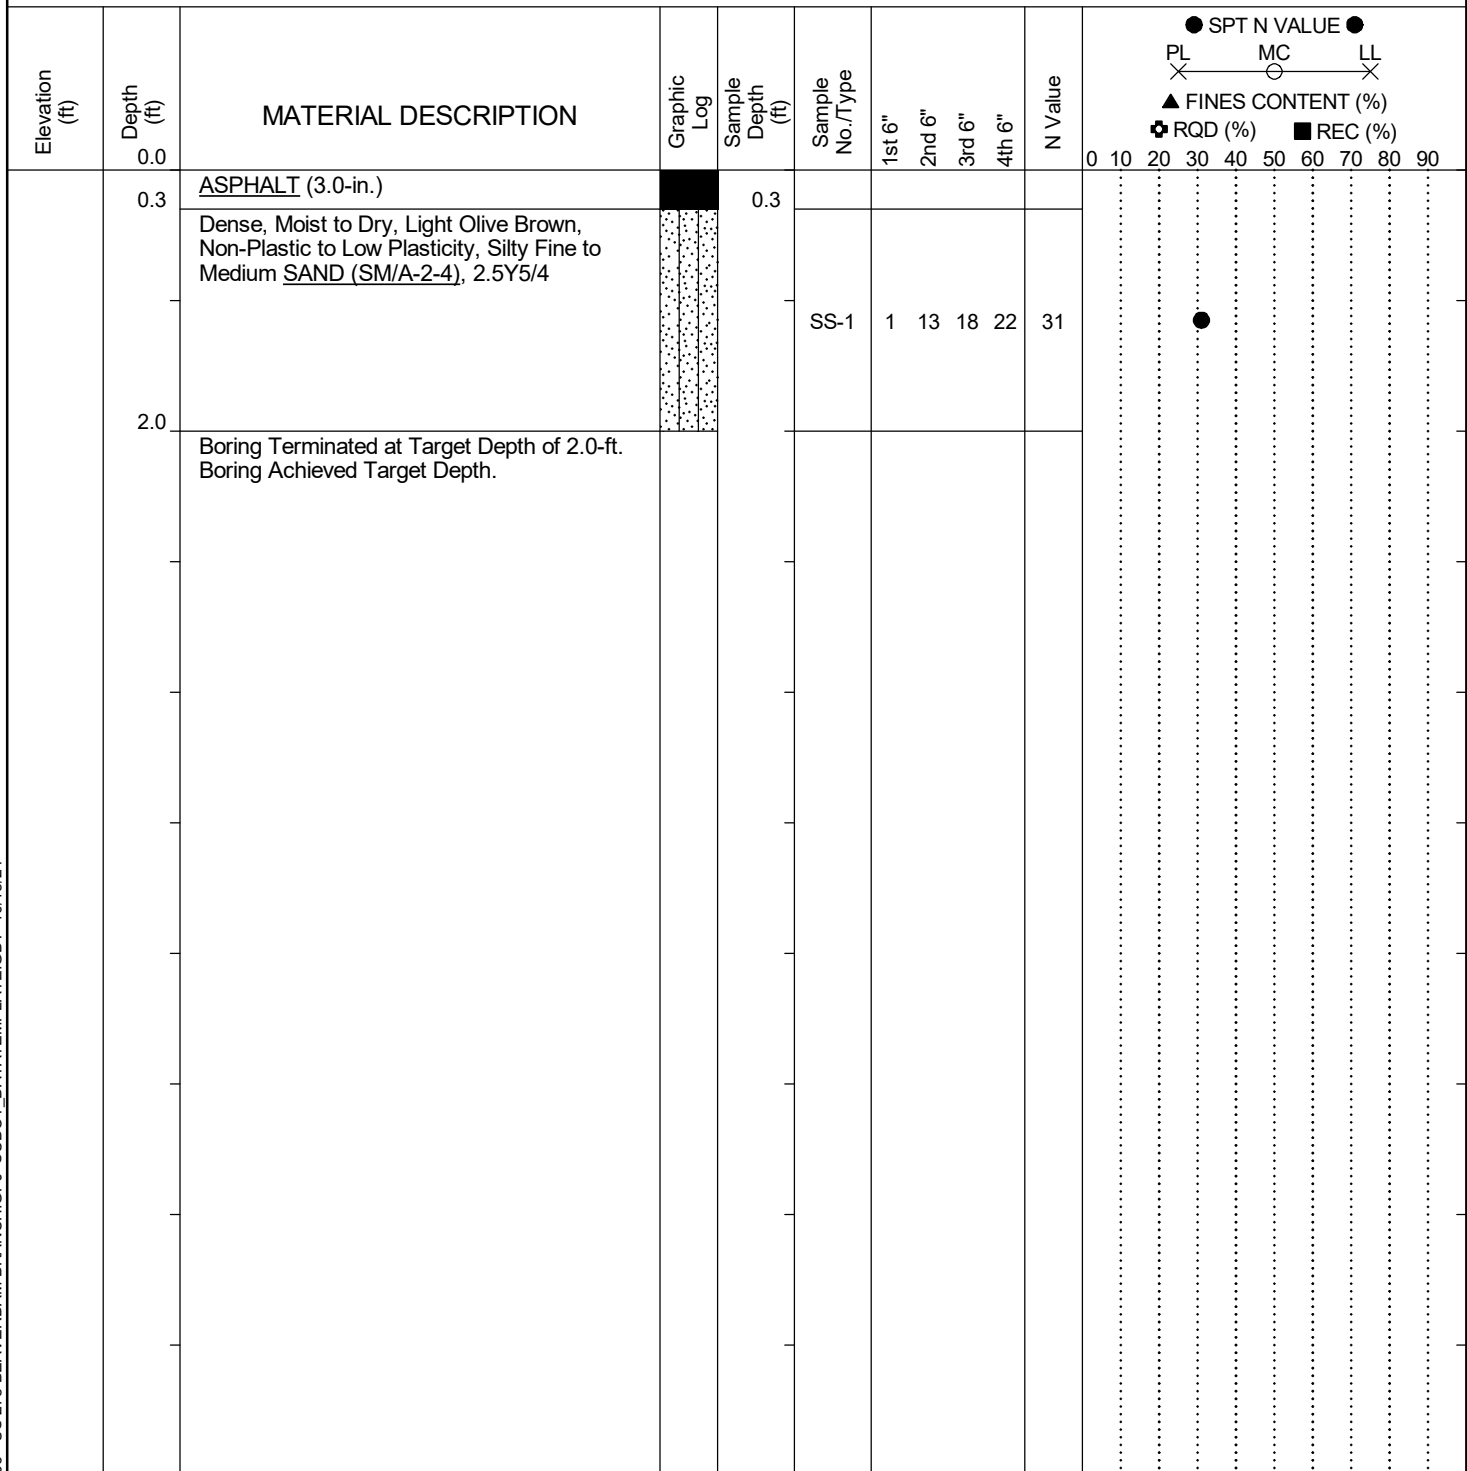 ● SPT N VALUE ●
PL MC LL
▲ FINES CONTENT (%)
RQD (%) ■ REC (%)
Elevation
(ft)
Depth
(ft)
MATERIAL DESCRIPTION
Graphic
Log
Sample
Depth
(ft)
Sample
No./Type
1st 6"
2nd 6"
3rd 6"
4th 6"
N Value
0.0
0 10 20 30 40 50 60 70 80 90
0.3 ASPHALT (3.0-in.) 0.3
Dense, Moist to Dry, Light Olive Brown,
Non-Plastic to Low Plasticity, Silty Fine to
Medium SAND (SM/A-2-4), 2.5Y5/4
SS-1 1 13 18 22 31
2.0
Boring Terminated at Target Depth of 2.0-ft.
Boring Achieved Target Depth.